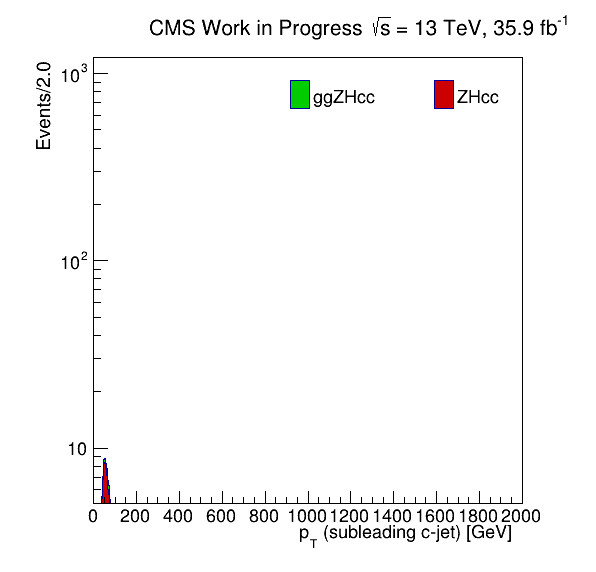 CMS Work in Progress √s = 13 TeV, 35.9 fb⁻¹
Events/2.0
10³
10²
10
ggZHcc
ZHcc
0 200 400 600 800 1000 1200 1400 1600 1800 2000
p_T (subleading c-jet) [GeV]